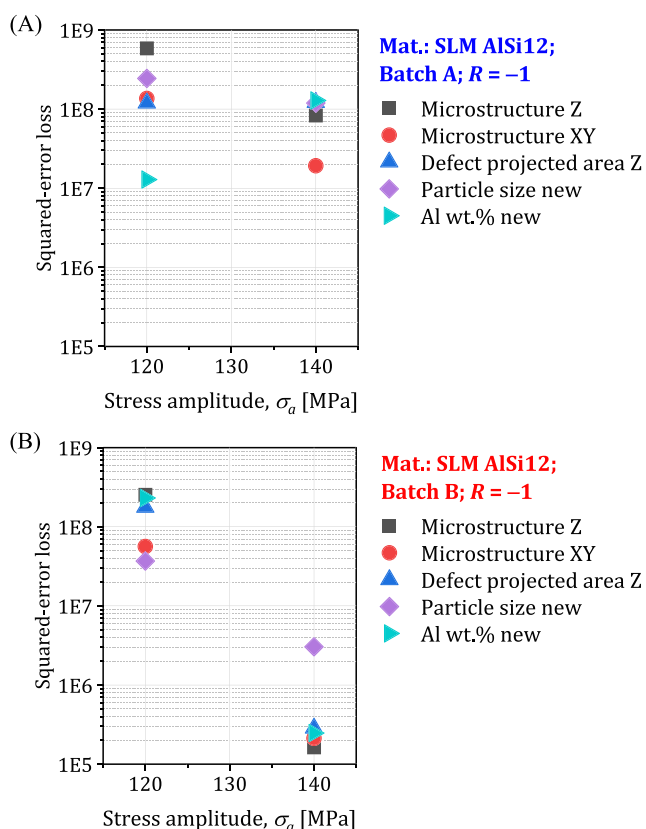 (A)
1E9
1E8
1E7
1E6
1E5
Squared-error loss
120
130
140
Stress amplitude, σa [MPa]
Mat.: SLM AlSi12;
Batch A; R = −1
Microstructure Z
Microstructure XY
Defect projected area Z
Particle size new
Al wt.% new
(B)
1E9
1E8
1E7
1E6
1E5
Squared-error loss
120
130
140
Stress amplitude, σa [MPa]
Mat.: SLM AlSi12;
Batch B; R = −1
Microstructure Z
Microstructure XY
Defect projected area Z
Particle size new
Al wt.% new